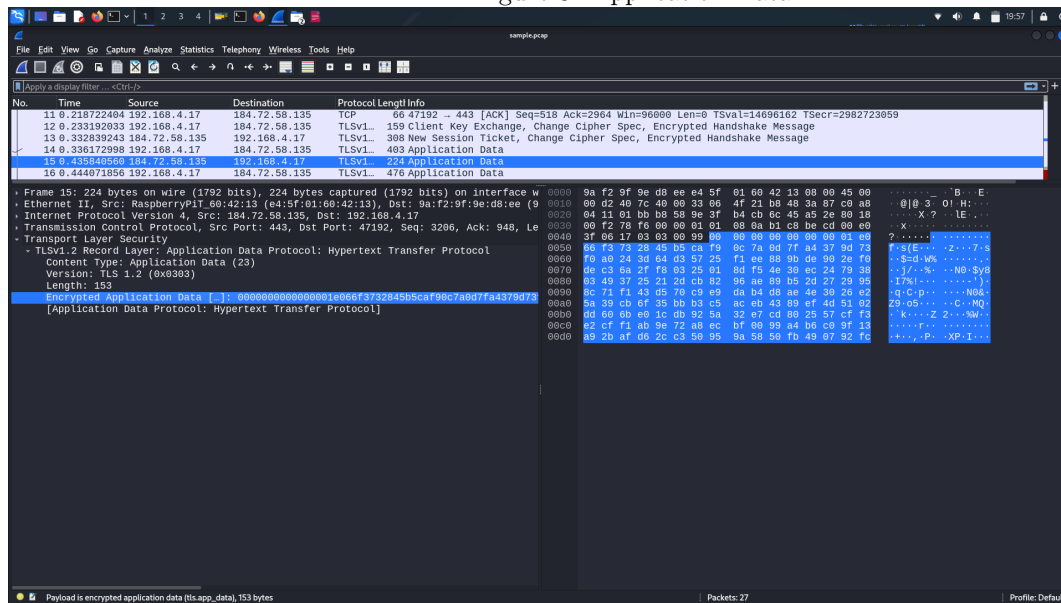 1 2 3 4
19:57
sample.pcap
File Edit View Go Capture Analyze Statistics Telephony Wireless Tools Help
Apply a display filter ... <Ctrl-/>
No. Time Source Destination Protocol Lengtl Info
11 0.218722404 192.168.4.17 184.72.58.135 TCP 66 47192 → 443 [ACK] Seq=518 Ack=2964 Win=96000 Len=0 TSval=14696162 TSecr=2982723059
12 0.233192033 192.168.4.17 184.72.58.135 TLSv1… 159 Client Key Exchange, Change Cipher Spec, Encrypted Handshake Message
13 0.332839243 184.72.58.135 192.168.4.17 TLSv1… 308 New Session Ticket, Change Cipher Spec, Encrypted Handshake Message
14 0.336172998 192.168.4.17 184.72.58.135 TLSv1… 403 Application Data
15 0.435840560 184.72.58.135 192.168.4.17 TLSv1… 224 Application Data
16 0.444071856 192.168.4.17 184.72.58.135 TLSv1… 476 Application Data
Frame 15: 224 bytes on wire (1792 bits), 224 bytes captured (1792 bits) on interface w
Ethernet II, Src: RaspberryPiT_60:42:13 (e4:5f:01:60:42:13), Dst: 9a:f2:9f:9e:d8:ee (9
Internet Protocol Version 4, Src: 184.72.58.135, Dst: 192.168.4.17
Transmission Control Protocol, Src Port: 443, Dst Port: 47192, Seq: 3206, Ack: 948, Le
Transport Layer Security
TLSv1.2 Record Layer: Application Data Protocol: Hypertext Transfer Protocol
Content Type: Application Data (23)
Version: TLS 1.2 (0x0303)
Length: 153
Encrypted Application Data […]: 0000000000000001e066f3732845b5caf90c7a0d7fa4379d73
[Application Data Protocol: Hypertext Transfer Protocol]
0000 9a f2 9f 9e d8 ee e4 5f 01 60 42 13 08 00 45 00
0010 00 d2 40 7c 40 00 33 06 4f 21 b8 48 3a 87 c0 a8
0020 04 11 01 bb b8 58 9e 3f b4 cb 6c 45 a5 2e 80 18
0030 00 f2 78 f6 00 00 01 01 08 0a b1 c8 be cd 00 e0
0040 3f 06 17 03 03 00 99 00 00 00 00 00 00 00 01 e0
0050 66 f3 73 28 45 b5 ca f9 0c 7a 0d 7f a4 37 9d 73
0060 f0 a0 24 3d 64 d3 57 25 f1 ee 88 9b de 90 2e f0
0070 de c3 6a 2f f8 03 25 01 8d f5 4e 30 ec 24 79 38
0080 95 49 37 25 21 2d cb 82 96 ae 89 b5 2d 27 29 95
0090 8c 71 f1 43 d5 70 c9 e9 da b4 d8 ae 4e 30 26 e2
00a0 5a 39 cb 6f 35 bb b3 c5 ac eb 43 89 ef 4d 51 02
00b0 dd 60 6b e0 1c db 92 5a 32 e7 cd 80 25 57 cf f3
00c0 e2 cf f1 ab 9e 72 a8 ec bf 00 99 a4 b6 c0 9f 13
00d0 a9 2b af d6 2c c3 50 95 9a 58 50 fb 49 07 92 fc
Payload is encrypted application data (tls.app_data), 153 bytes
Packets: 27
Profile: Defau